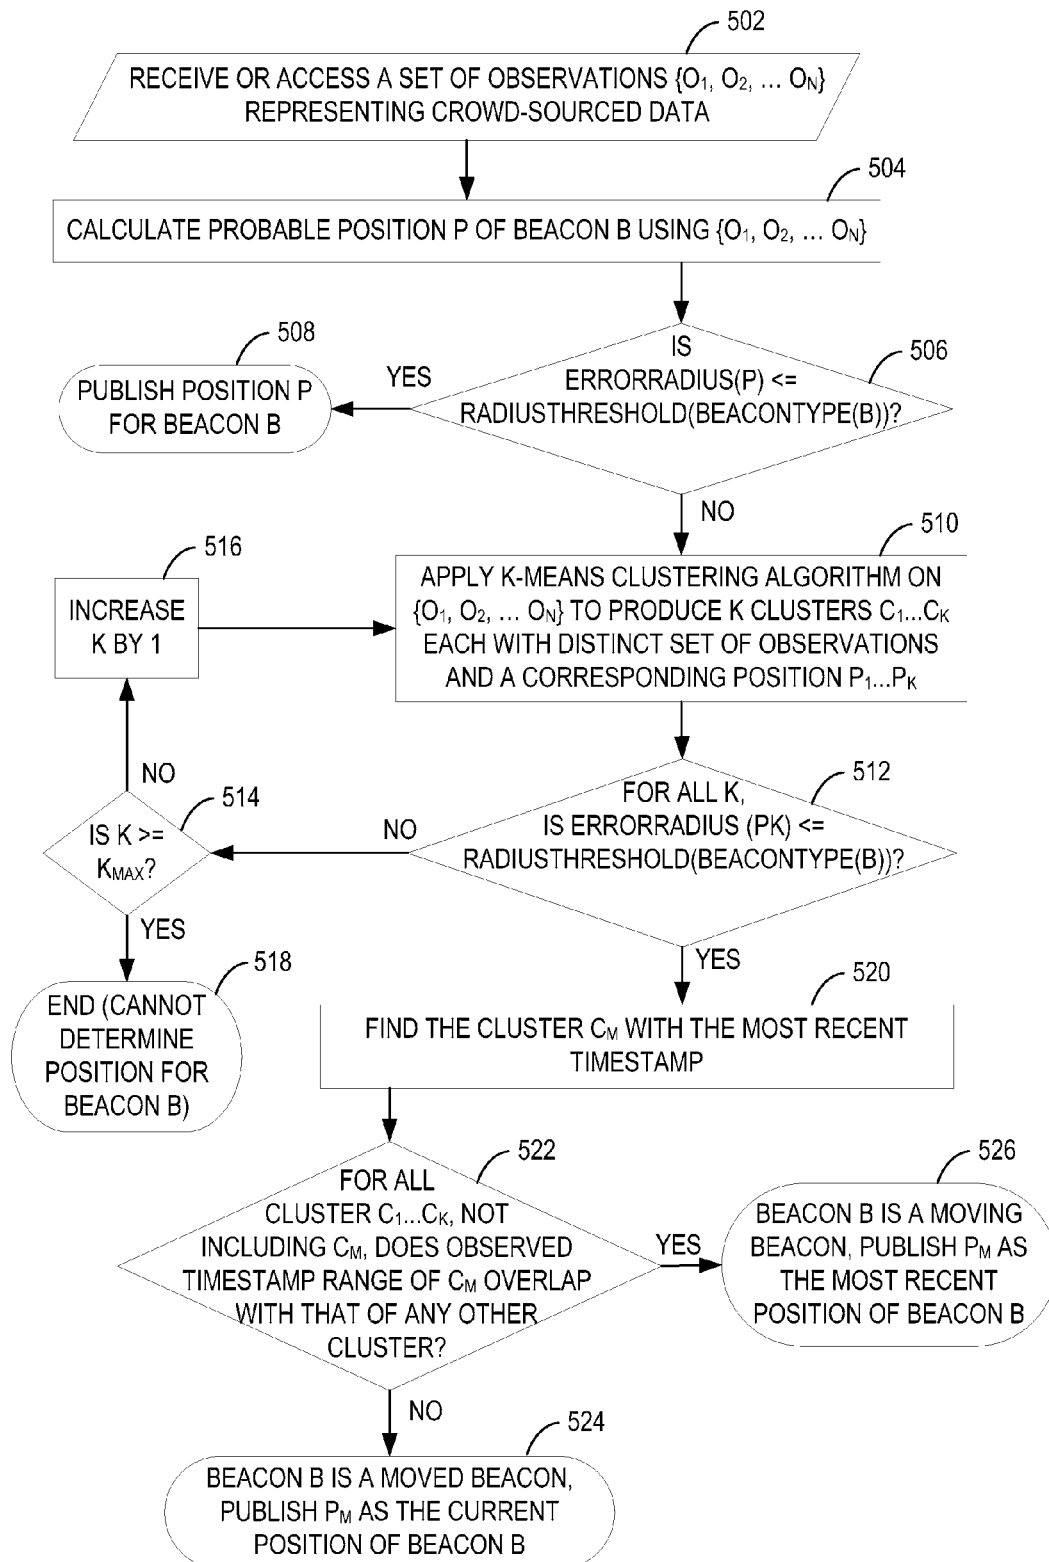 502
RECEIVE OR ACCESS A SET OF OBSERVATIONS {O₁, O₂, ... Oₙ}
REPRESENTING CROWD-SOURCED DATA
504
CALCULATE PROBABLE POSITION P OF BEACON B USING {O₁, O₂, ... Oₙ}
508
PUBLISH POSITION P
FOR BEACON B
YES
506
IS
ERRORRADIUS(P) <=
RADIUSTHRESHOLD(BEACONTYPE(B))?
NO
510
APPLY K-MEANS CLUSTERING ALGORITHM ON
{O₁, O₂, ... Oₙ} TO PRODUCE K CLUSTERS C₁...Cₖ
EACH WITH DISTINCT SET OF OBSERVATIONS
AND A CORRESPONDING POSITION P₁...Pₖ
516
INCREASE
K BY 1
NO
514
IS K >=
KMAX?
YES
NO
512
FOR ALL K,
IS ERRORRADIUS (PK) <=
RADIUSTHRESHOLD(BEACONTYPE(B))?
YES
518
END (CANNOT
DETERMINE
POSITION FOR
BEACON B)
520
FIND THE CLUSTER CM WITH THE MOST RECENT
TIMESTAMP
522
FOR ALL
CLUSTER C₁...Cₖ, NOT
INCLUDING CM, DOES OBSERVED
TIMESTAMP RANGE OF CM OVERLAP
WITH THAT OF ANY OTHER
CLUSTER?
YES
526
BEACON B IS A MOVING
BEACON, PUBLISH PM AS
THE MOST RECENT
POSITION OF BEACON B
NO
524
BEACON B IS A MOVED BEACON,
PUBLISH PM AS THE CURRENT
POSITION OF BEACON B